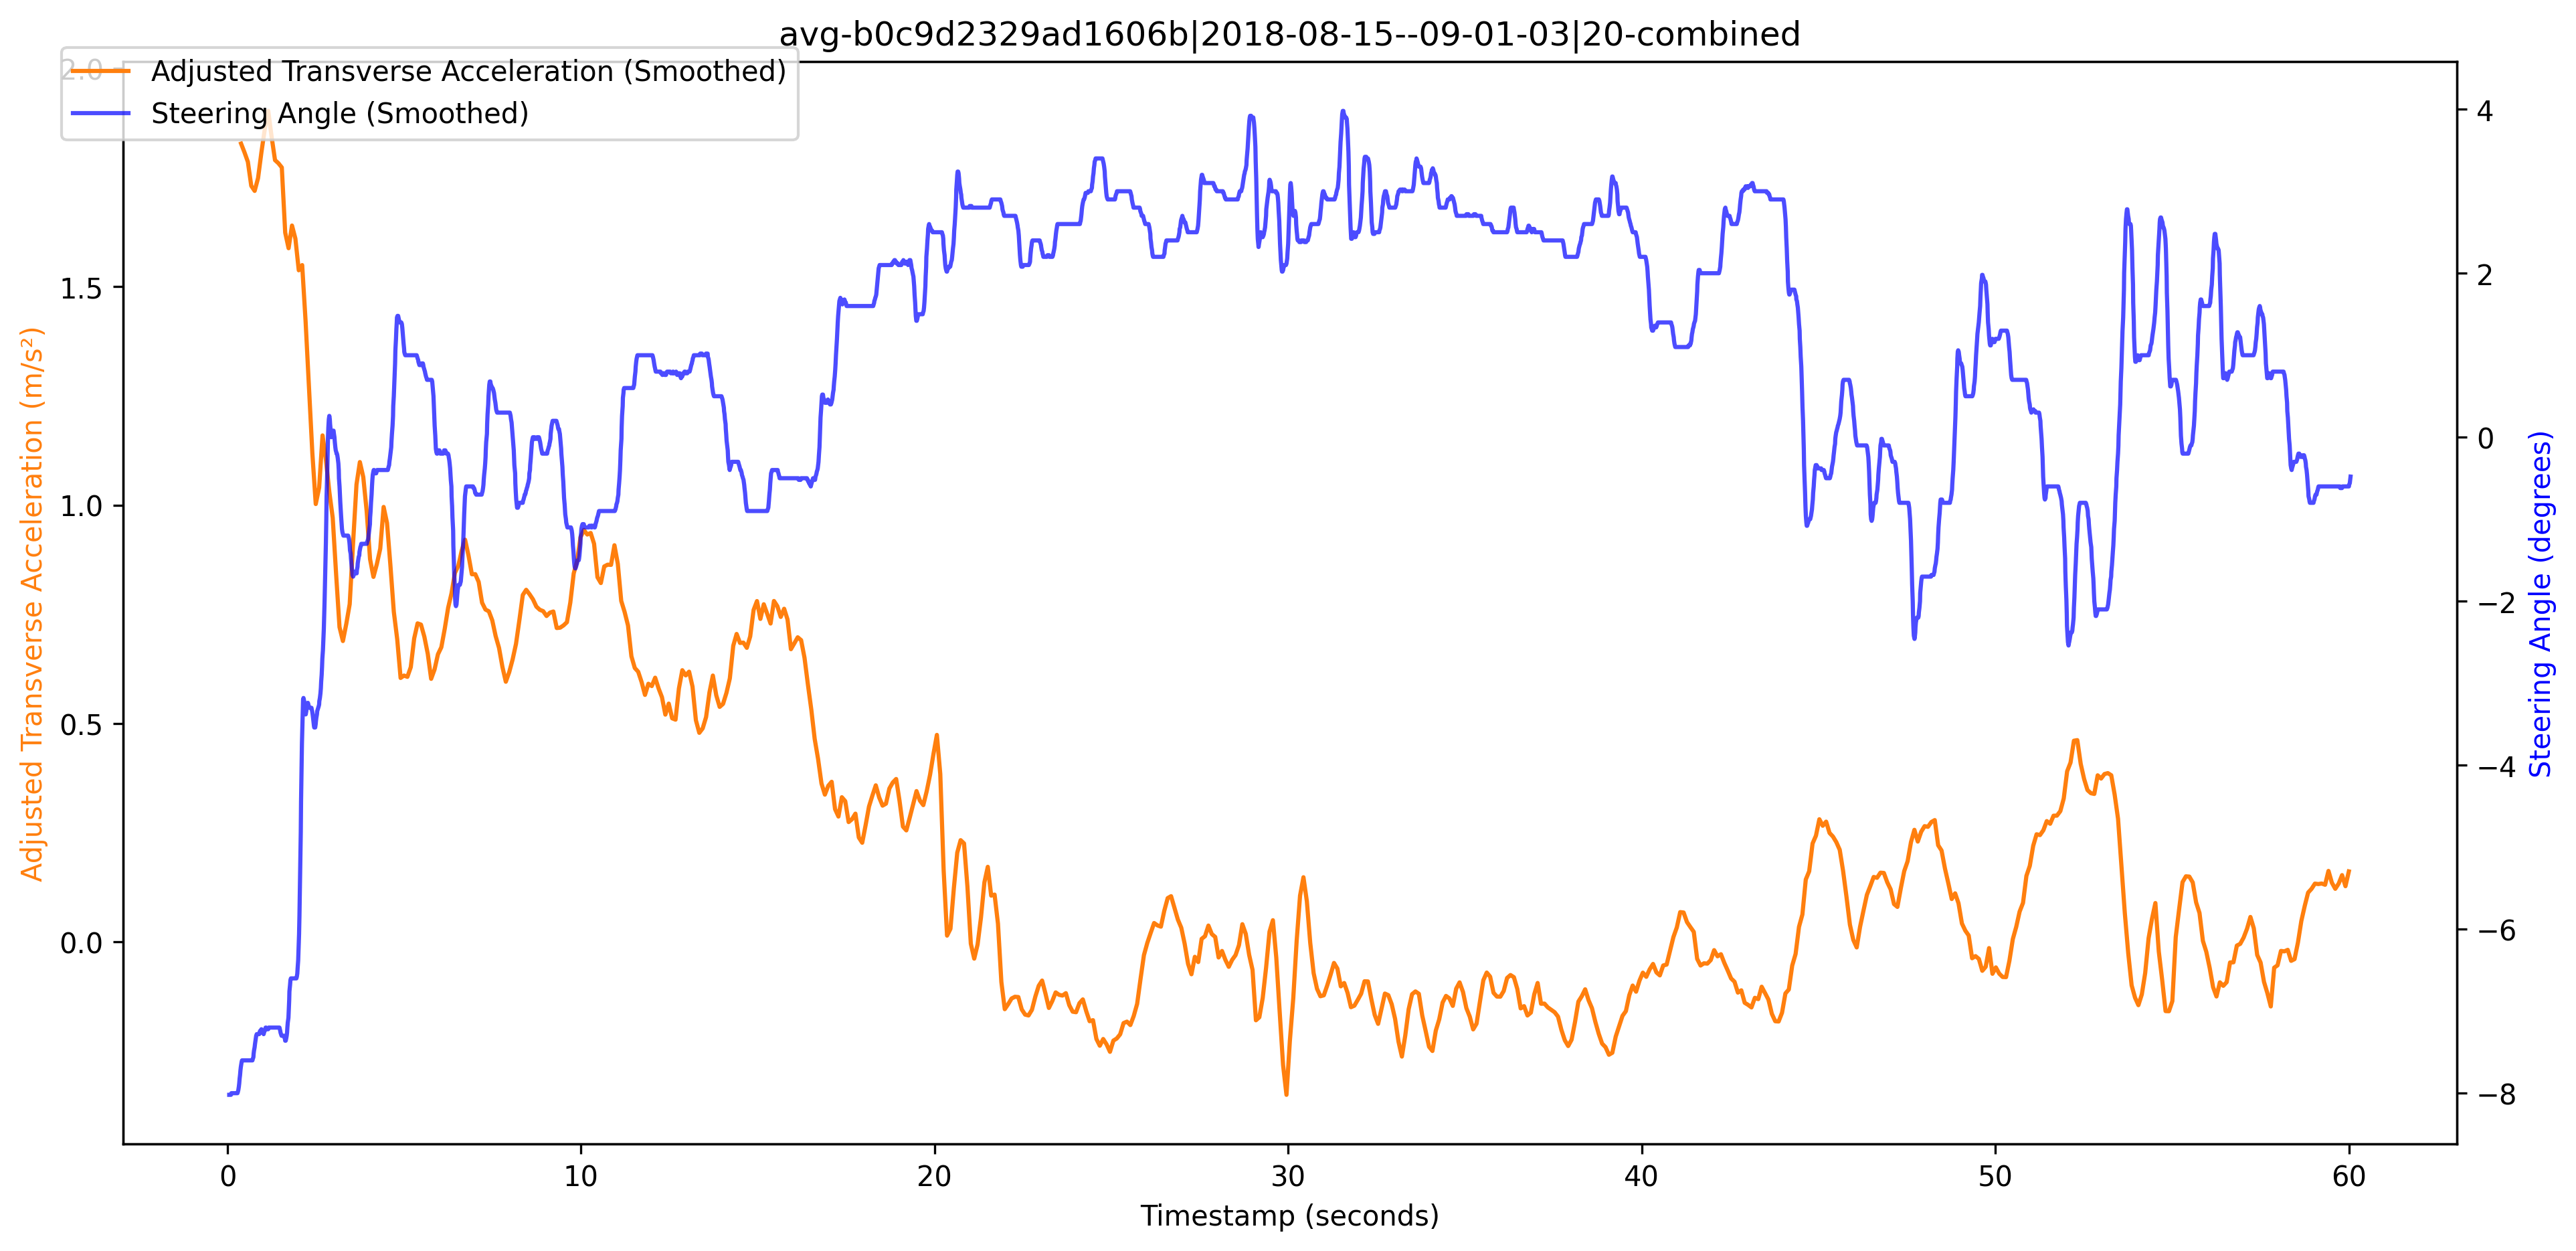 avg-b0c9d2329ad1606b|2018-08-15--09-01-03|20-combined
Adjusted Transverse Acceleration (Smoothed)
Steering Angle (Smoothed)
Adjusted Transverse Acceleration (m/s²)
2.0
1.5
1.0
0.5
0.0
4
2
0
−2
−4
−6
−8
Steering Angle (degrees)
0 10 20 30 40 50 60
Timestamp (seconds)